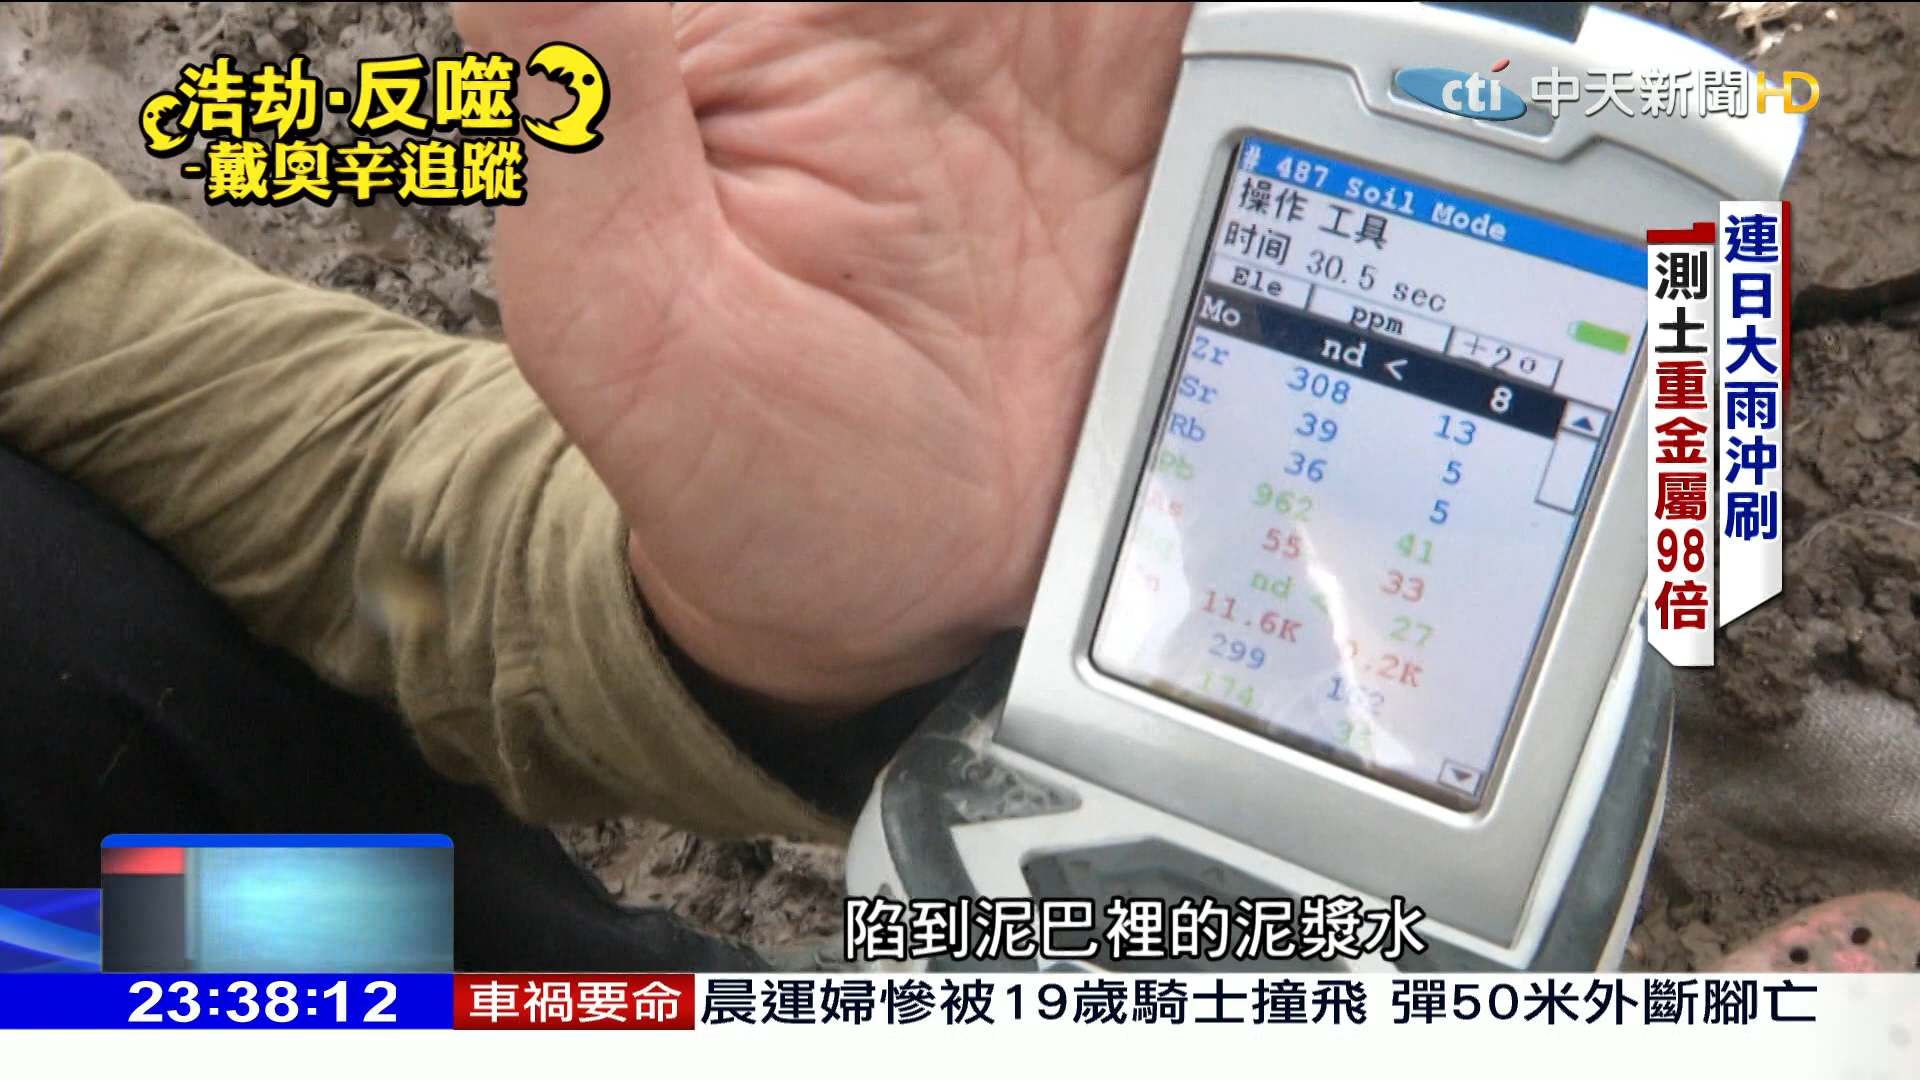 浩劫·反噬
-戴奧辛追蹤
cti 中天新聞HD
連日大雨沖刷
測土重金屬98倍
# 487 Soil Mode
操作 工具
时间 30.5 sec
Ele ppm ±2σ
Mo nd < 8
Zr 308 13
Sr 39 5
Rb 36 5
Pb 962 41
As 55 33
nd < 27
11.6K 0.2K
299 162
174
陷到泥巴裡的泥漿水
23:38:12 車禍要命 晨運婦慘被19歲騎士撞飛 彈50米外斷腳亡